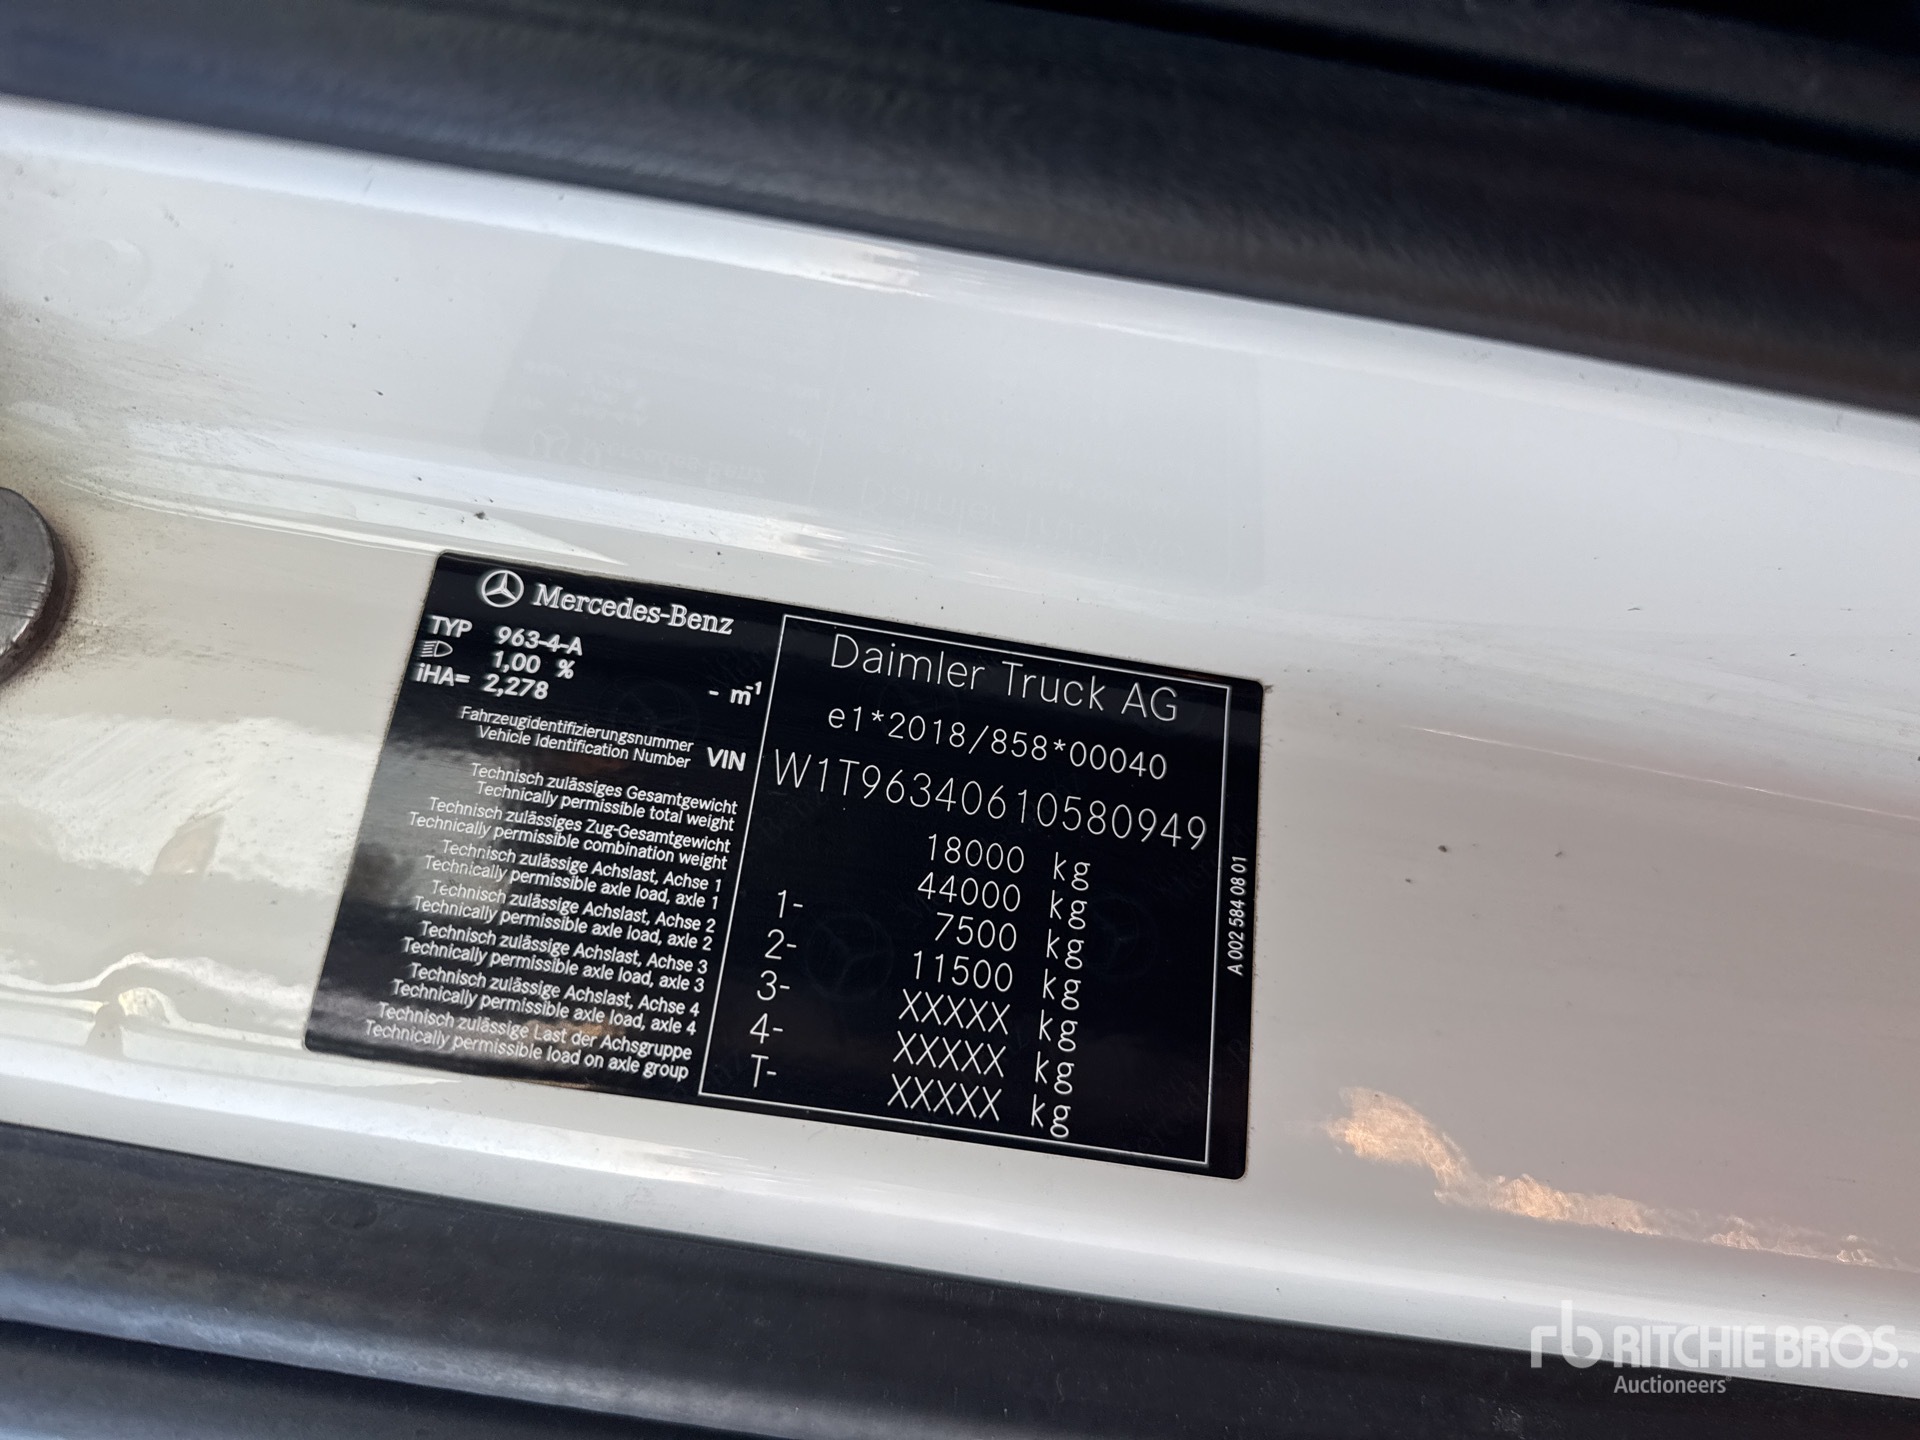 Mercedes-Benz
TYP 963-4-A
1,00 %
iHA= 2,278 - m⁻¹
Fahrzeugidentifizierungsnummer
Vehicle Identification Number VIN
Technisch zulässiges Gesamtgewicht
Technically permissible total weight
Technisch zulässiges Zug-Gesamtgewicht
Technically permissible combination weight
Technisch zulässige Achslast, Achse 1
Technically permissible axle load, axle 1
Technisch zulässige Achslast, Achse 2
Technically permissible axle load, axle 2
Technisch zulässige Achslast, Achse 3
Technically permissible axle load, axle 3
Technisch zulässige Achslast, Achse 4
Technically permissible axle load, axle 4
Technisch zulässige Last der Achsgruppe
Technically permissible load on axle group
Daimler Truck AG
e1*2018/858*00040
W1T96340610580949
18000 kg
44000 kg
1- 7500 kg
2- 11500 kg
3- XXXXX kg
4- XXXXX kg
T- XXXXX kg
A 002 584 08 01
rb RITCHIE BROS.
Auctioneers